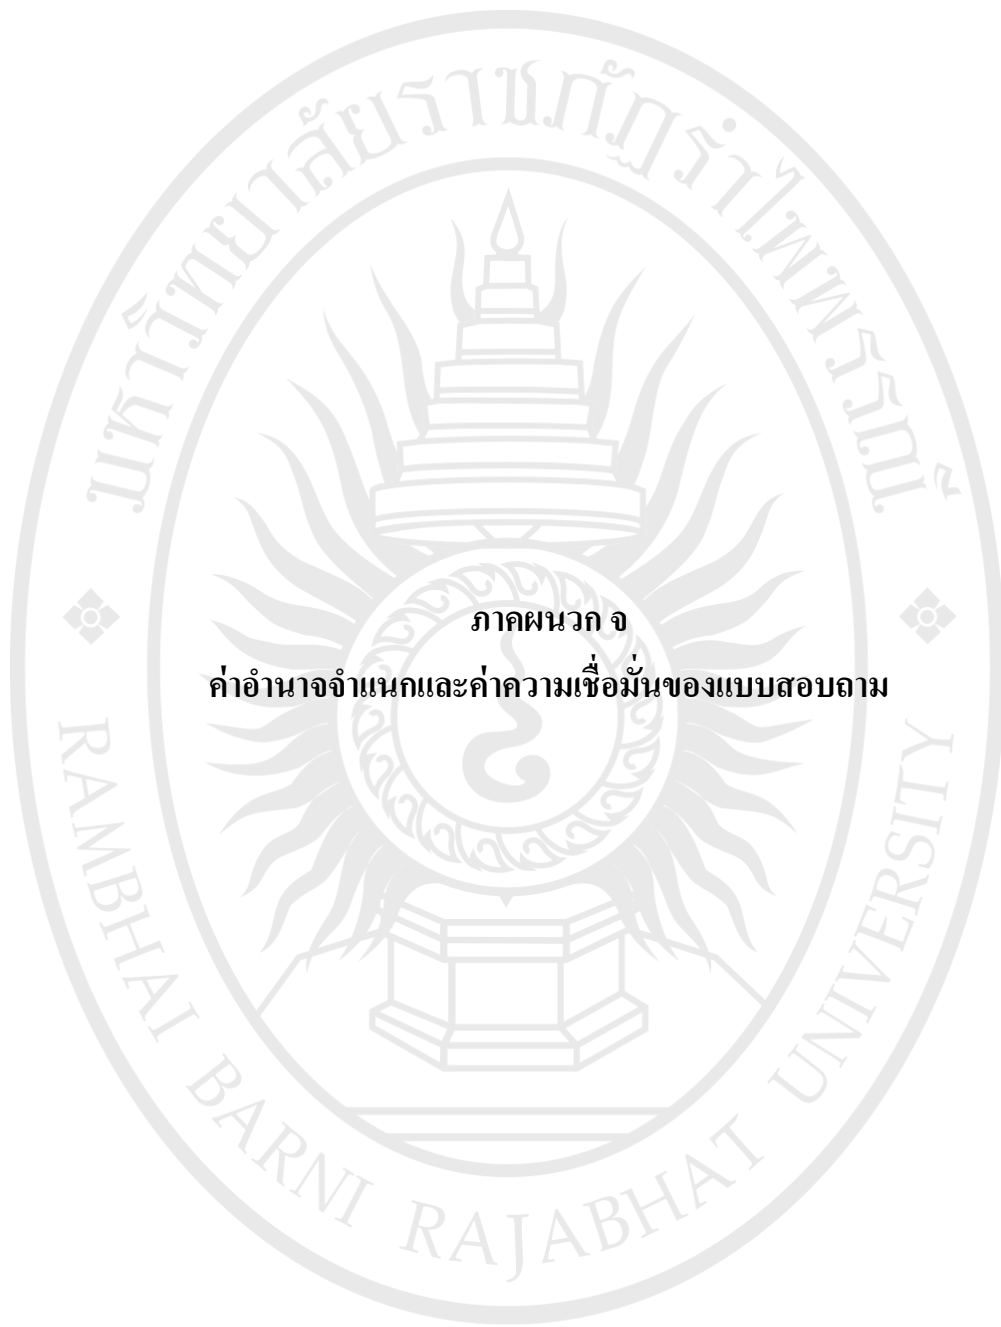 มหาวิทยาลัยราชภัฏรำไพพรรณี
ภาคผนวก จ
ค่าอำนาจจำแนกและค่าความเชื่อมั่นของแบบสอบถาม
RAMBHAI BARNI RAJABHAT UNIVERSITY